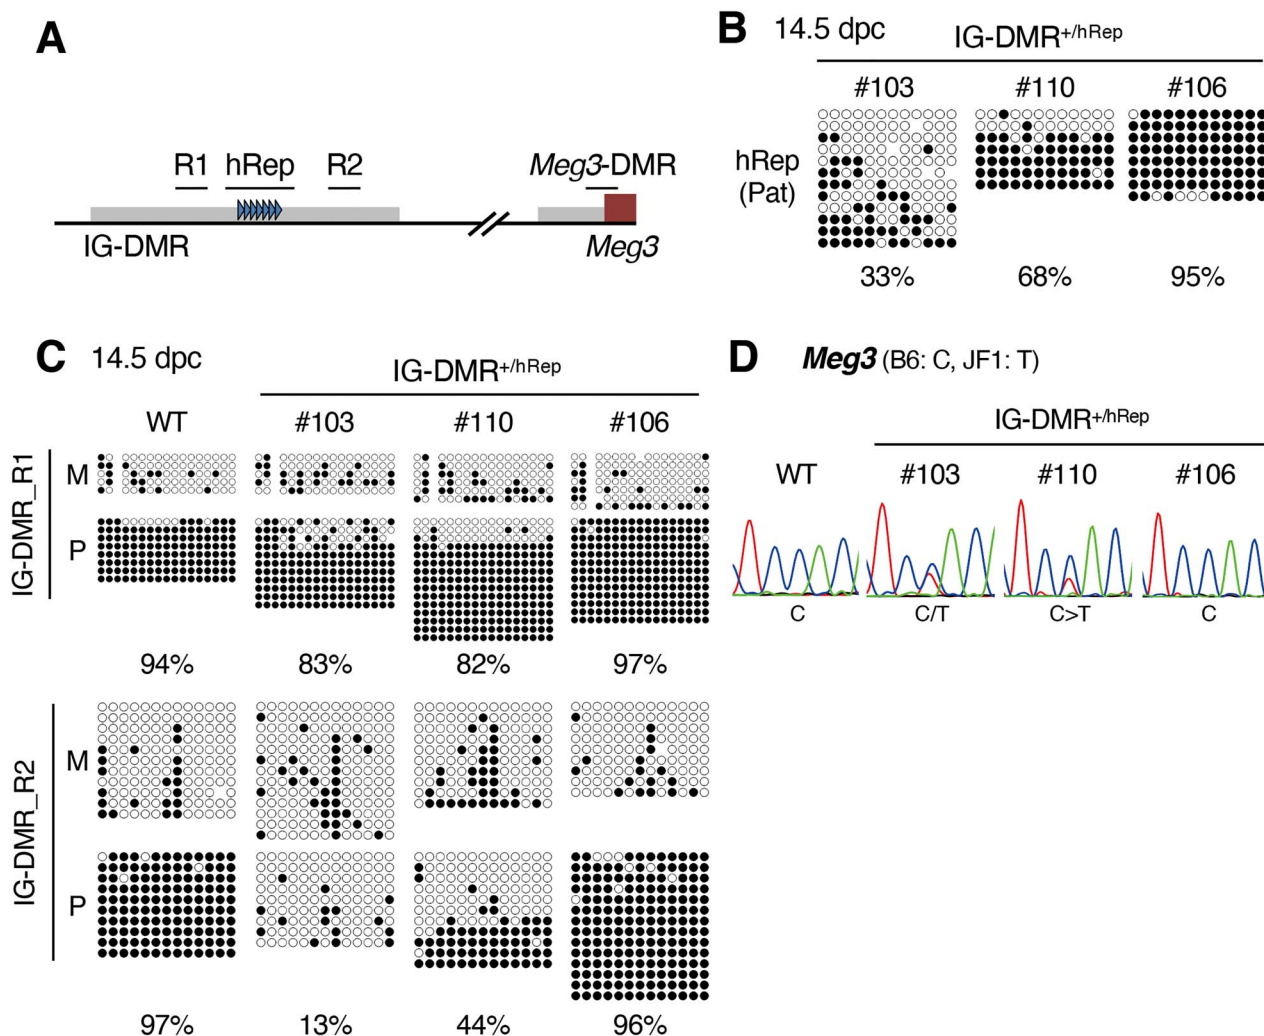 A
R1 hRep R2 Meg3-DMR
IG-DMR Meg3
B 14.5 dpc IG-DMR+/hRep
#103 #110 #106
hRep
(Pat)
33% 68% 95%
C 14.5 dpc
IG-DMR+/hRep
WT #103 #110 #106
IG-DMR_R1
M
P
94% 83% 82% 97%
IG-DMR_R2
M
P
97% 13% 44% 96%
D Meg3 (B6: C, JF1: T)
IG-DMR+/hRep
WT #103 #110 #106
C C/T C>T C